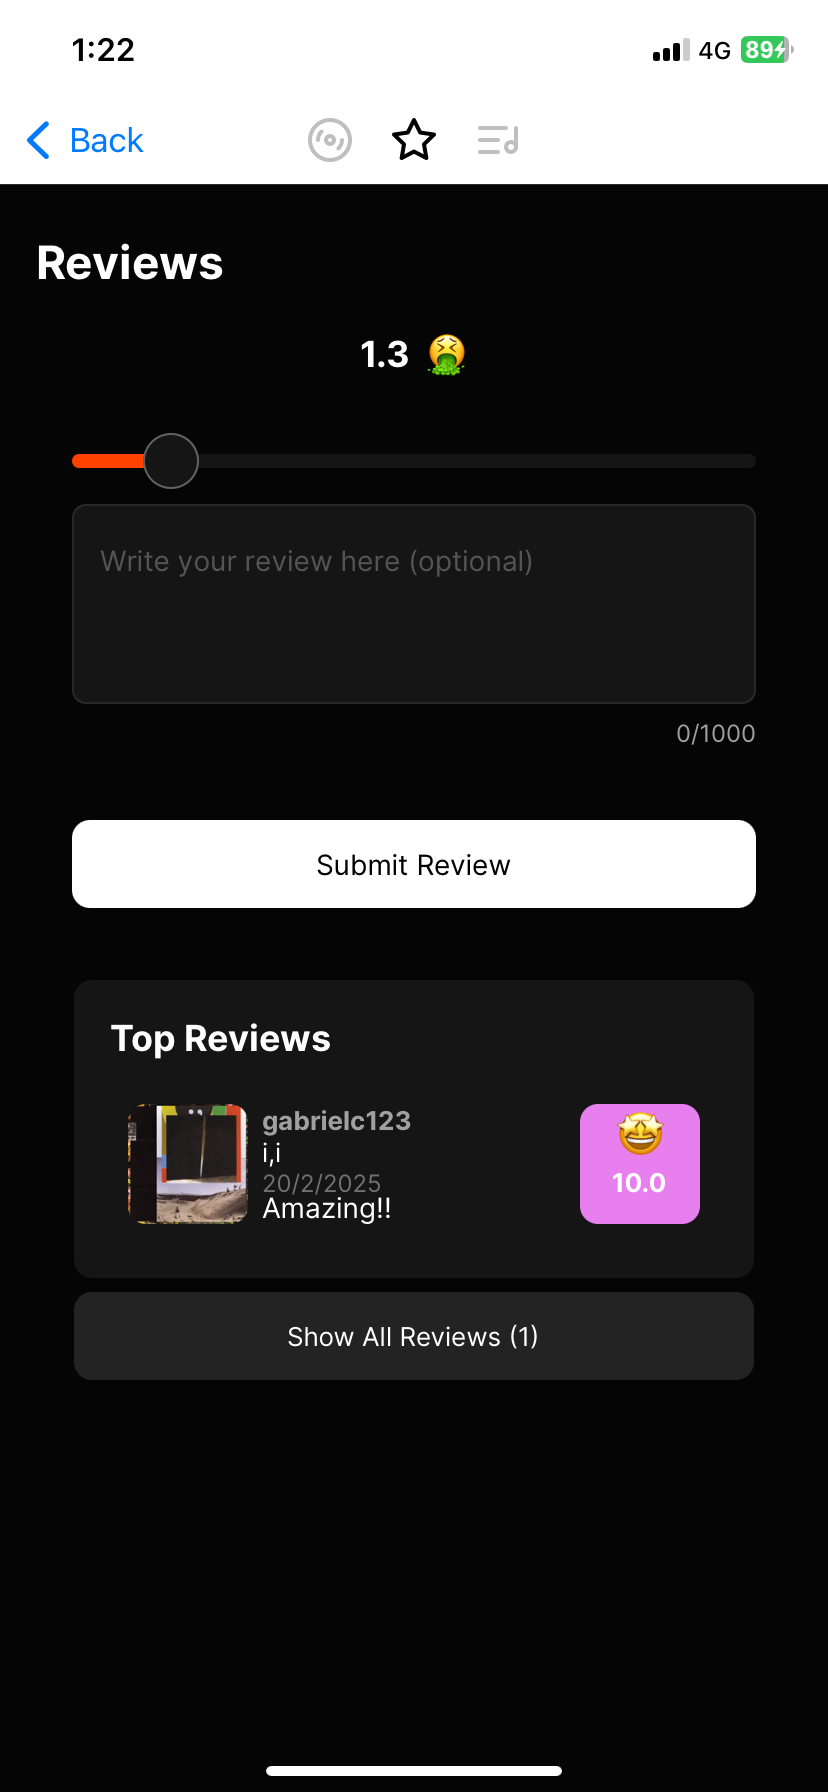 1:22
4G 89
Back
Reviews
1.3 🤮
Write your review here (optional)
0/1000
Submit Review
Top Reviews
gabrielc123
i,i
20/2/2025
Amazing!!
🤩
10.0
Show All Reviews (1)